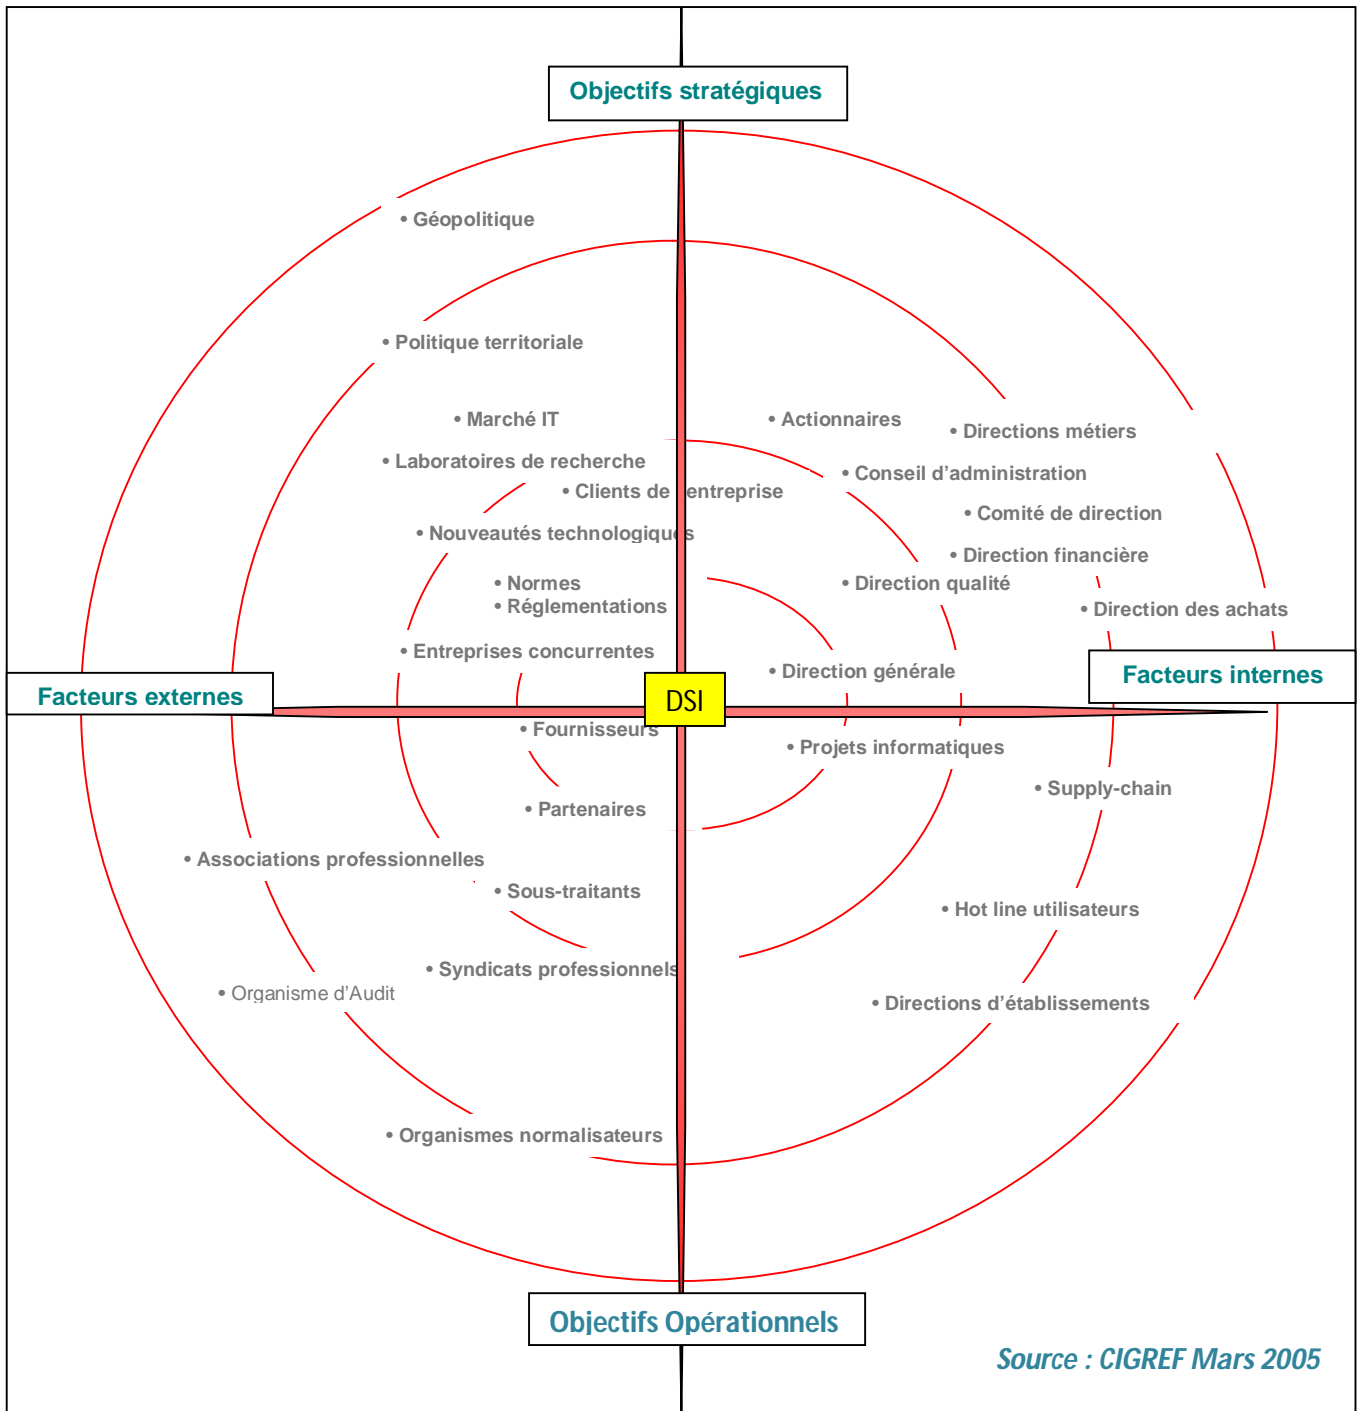 Objectifs stratégiques
• Géopolitique
• Politique territoriale
• Marché IT
• Actionnaires
• Directions métiers
• Laboratoires de recherche
• Conseil d'administration
• Clients de entreprise
• Comité de direction
• Nouveautés technologiques
• Direction financière
• Normes
• Direction qualité
• Réglementations
• Direction des achats
• Entreprises concurrentes
• Direction générale
Facteurs internes
Facteurs externes
DSI
• Fournisseurs
• Projets informatiques
• Supply-chain
• Partenaires
• Associations professionnelles
• Sous-traitants
• Hot line utilisateurs
• Syndicats professionnels
• Organisme d'Audit
• Directions d'établissements
• Organismes normalisateurs
Objectifs Opérationnels
Source : CIGREF Mars 2005